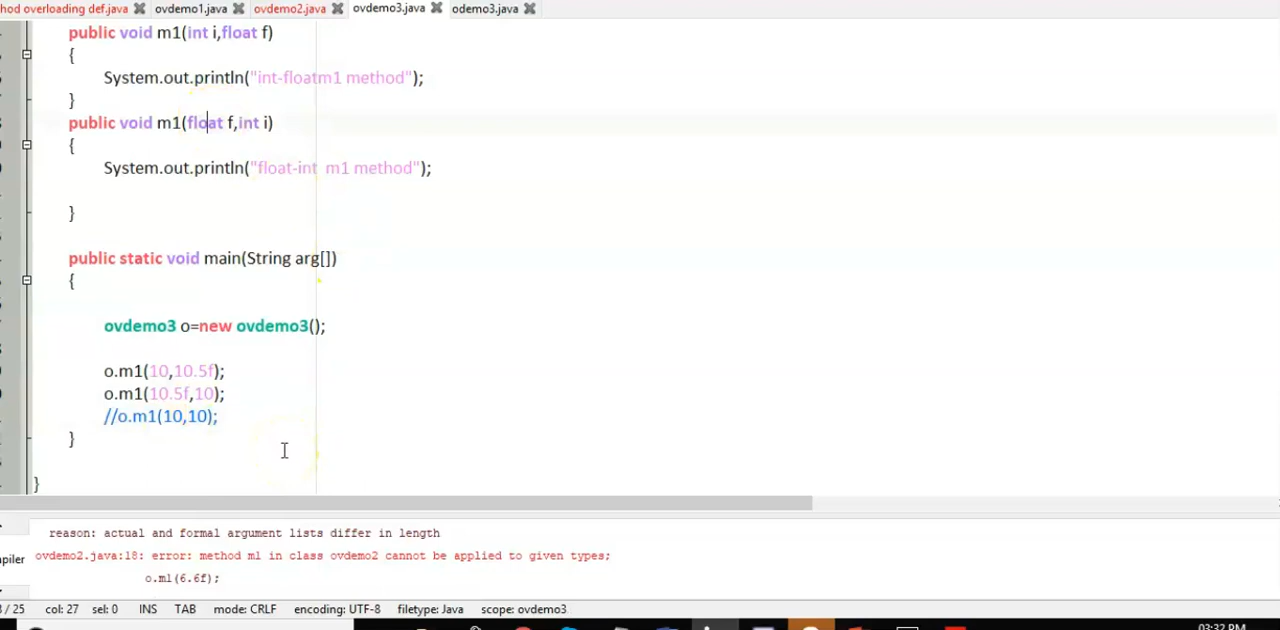 hod overloading def.java ovdemo1.java ovdemo2.java ovdemo3.java odemo3.java
public void m1(int i,float f)
{
System.out.println("int-floatm1 method");
}
public void m1(float f,int i)
{
System.out.println("float-int  m1 method");
}
public static void main(String arg[])
{
ovdemo3 o=new ovdemo3();
o.m1(10,10.5f);
o.m1(10.5f,10);
//o.m1(10,10);
}
}
reason: actual and formal argument lists differ in length
mpiler ovdemo2.java:18: error: method m1 in class ovdemo2 cannot be applied to given types;
o.m1(6.6f);
/ 25 col: 27 sel: 0 INS TAB mode: CRLF encoding: UTF-8 filetype: Java scope: ovdemo3
03:32 PM